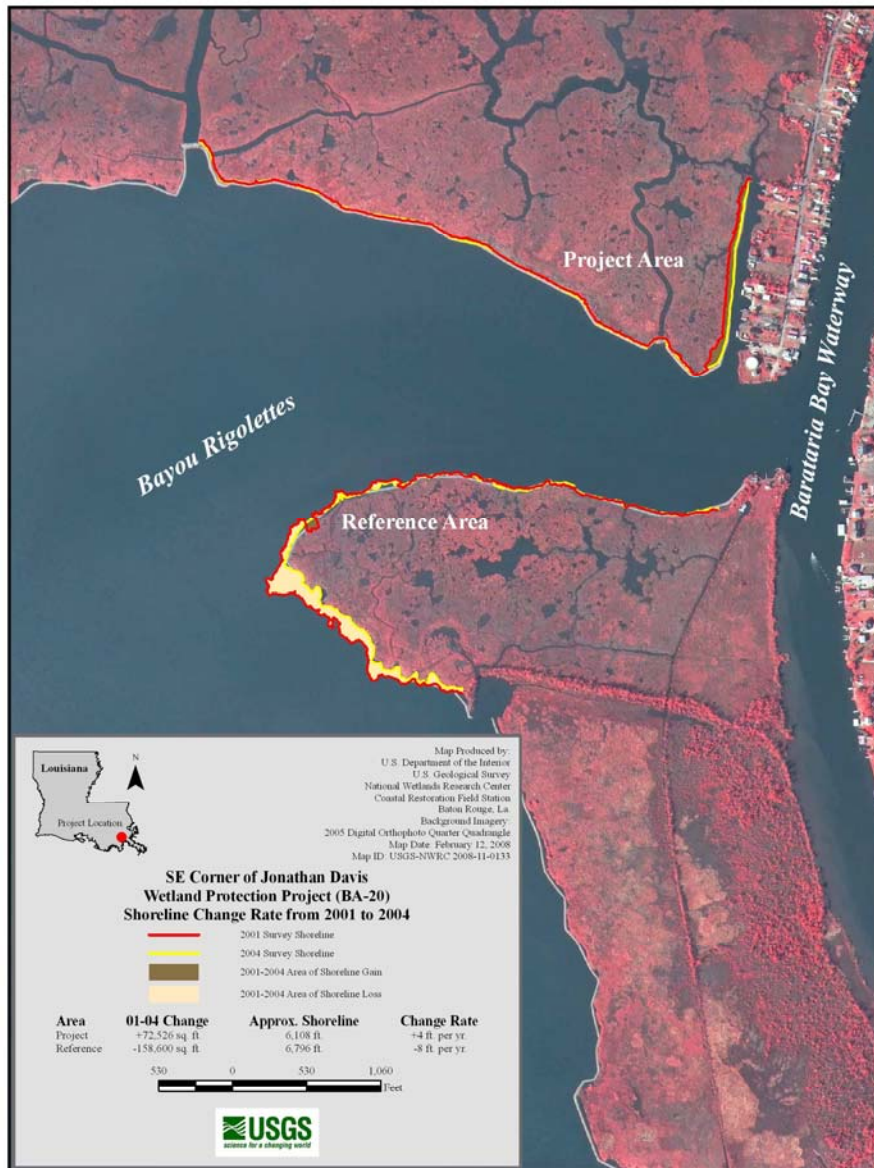 Project Area
Barataria Bay Waterway
Bayou Rigolettes
Reference Area
Louisiana
N
Project Location
Map Produced by:
U.S. Department of the Interior
U.S. Geological Survey
National Wetlands Research Center
Coastal Restoration Field Station
Baton Rouge, La.
Background Imagery:
2005 Digital Orthophoto Quarter Quadrangle
Map Date: February 12, 2008
Map ID: USGS-NWRC 2008-11-0133
SE Corner of Jonathan Davis
Wetland Protection Project (BA-20)
Shoreline Change Rate from 2001 to 2004
2001 Survey Shoreline
2004 Survey Shoreline
2001-2004 Area of Shoreline Gain
2001-2004 Area of Shoreline Loss
Area 01-04 Change Approx. Shoreline Change Rate
Project +72,526 sq. ft. 6,108 ft. +4 ft. per yr.
Reference -158,600 sq. ft. 6,796 ft. -8 ft. per yr.
530 0 530 1,060
Feet
USGS
science for a changing world